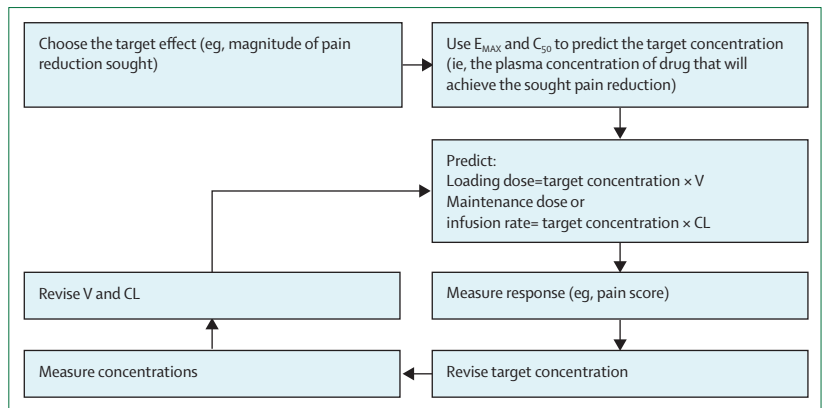 Choose the target effect (eg, magnitude of pain
reduction sought)
Use EMAX and C50 to predict the target concentration
(ie, the plasma concentration of drug that will
achieve the sought pain reduction)
Predict:
Loading dose=target concentration × V
Maintenance dose or
infusion rate= target concentration × CL
Measure response (eg, pain score)
Revise target concentration
Measure concentrations
Revise V and CL